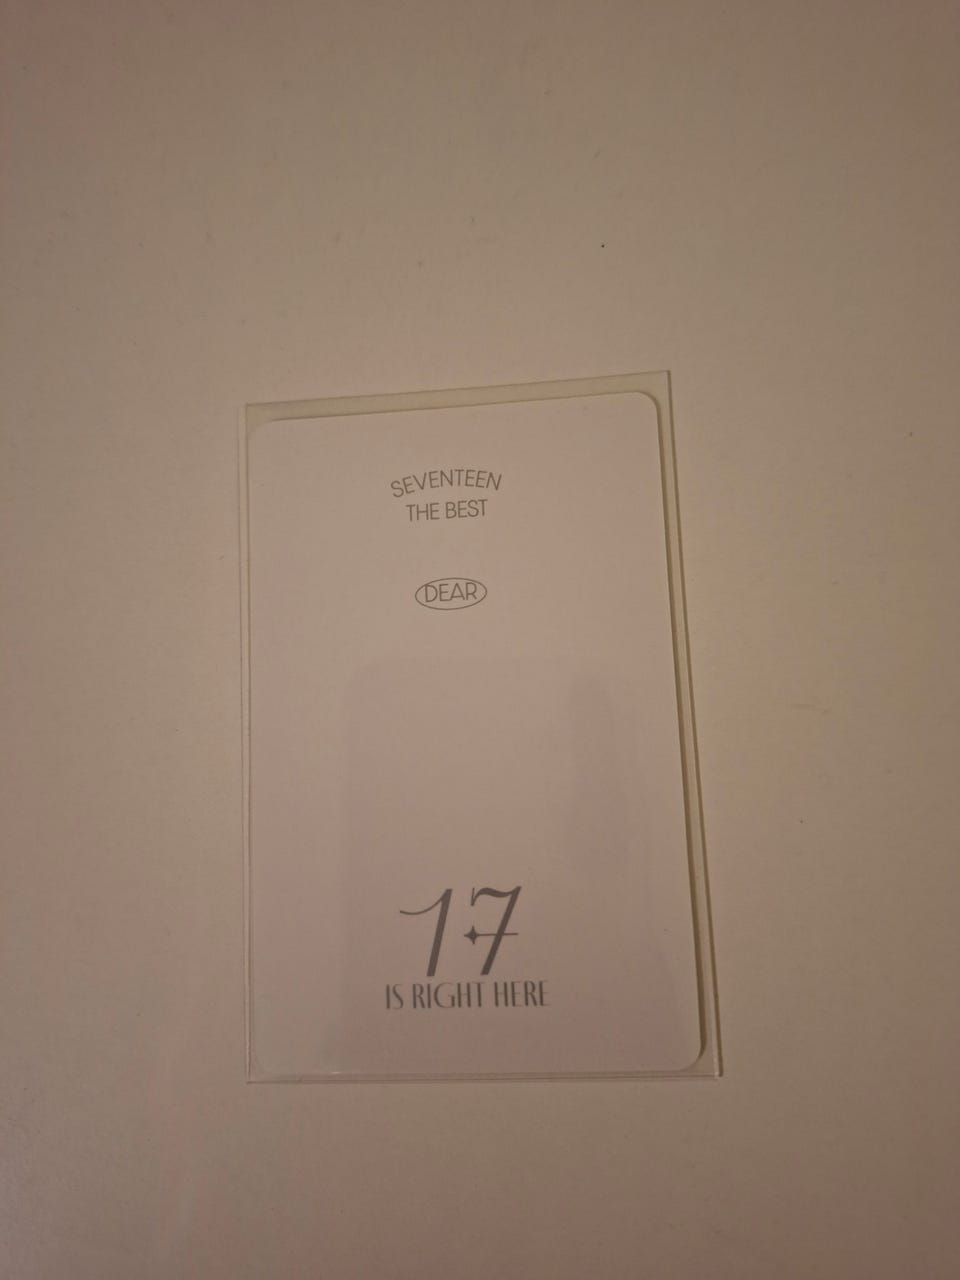 SEVENTEEN
THE BEST
DEAR
17
IS RIGHT HERE